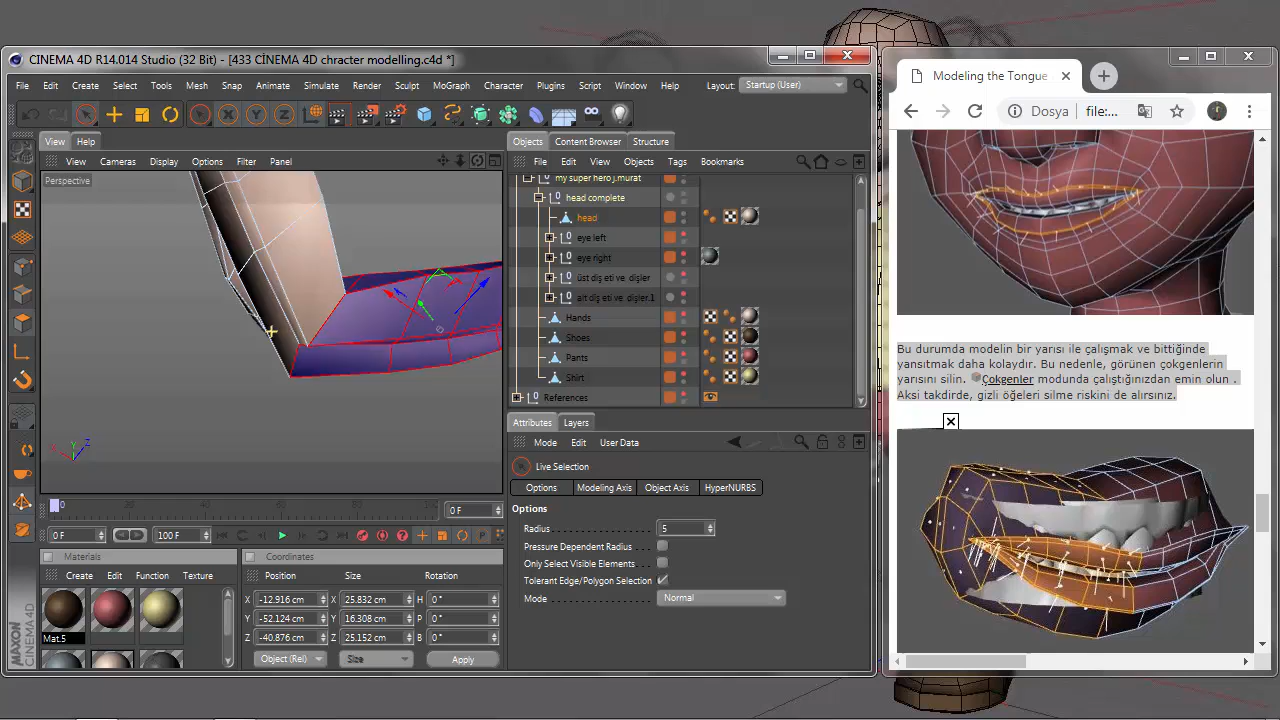 CINEMA 4D R14.014 Studio (32 Bit) - [433 CİNEMA 4D chracter modelling.c4d *]
File Edit Create Select Tools Mesh Snap Animate Simulate Render Sculpt MoGraph Character Plugins Script Window Help Layout: Startup (User)
View Help
View Cameras Display Options Filter Panel
Perspective
Objects Content Browser Structure
File Edit View Objects Tags Bookmarks
my super hero j.murat
head complete
head
eye left
eye right
üst diş eti ve dişler
alt diş eti ve dişler.1
Hands
Shoes
Pants
Shirt
References
Attributes Layers
Mode Edit User Data
Live Selection
Options Modeling Axis Object Axis HyperNURBS
Options
Radius 5
Pressure Dependent Radius
Only Select Visible Elements
Tolerant Edge/Polygon Selection
Mode Normal
0 F
0 F 100 F
Materials
Create Edit Function Texture
Mat.5
Coordinates
Position Size Rotation
X -12.916 cm X 25.832 cm H 0 °
Y -52.124 cm Y 16.308 cm P 0 °
Z -40.876 cm Z 25.152 cm B 0 °
Object (Rel) Size Apply
MAXON CINEMA 4D
Modeling the Tongue
Dosya file:...
Bu durumda modelin bir yarısı ile çalışmak ve bittiğinde
yansıtmak daha kolaydır. Bu nedenle, görünen çokgenlerin
yarısını silin. Çokgenler modunda çalıştığınızdan emin olun .
Aksi takdirde, gizli öğeleri silme riskini de alırsınız.